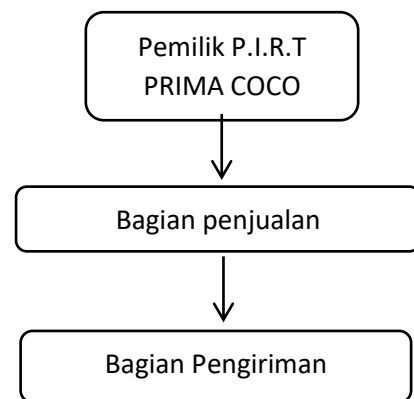 Pemilik P.I.R.T
PRIMA COCO
Bagian penjualan
Bagian Pengiriman